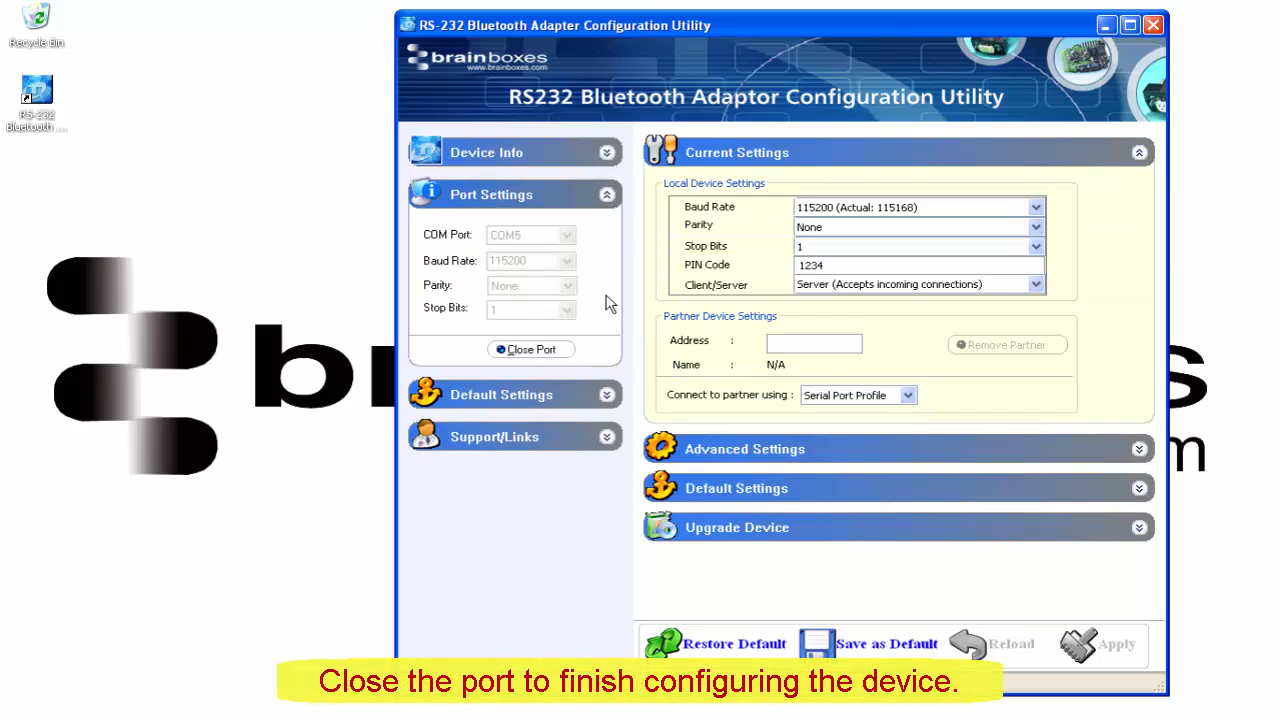 Recycle Bin
RS-232
Bluetooth ...
RS-232 Bluetooth Adapter Configuration Utility
brainboxes
www.brainboxes.com
RS232 Bluetooth Adaptor Configuration Utility
Device Info
Port Settings
COM Port: COM5
Baud Rate: 115200
Parity: None
Stop Bits: 1
Close Port
Default Settings
Support/Links
Current Settings
Local Device Settings
Baud Rate 115200 (Actual: 115168)
Parity None
Stop Bits 1
PIN Code 1234
Client/Server Server (Accepts incoming connections)
Partner Device Settings
Address :
Remove Partner
Name : N/A
Connect to partner using : Serial Port Profile
Advanced Settings
Default Settings
Upgrade Device
Restore Default
Save as Default
Reload
Apply
Close the port to finish configuring the device.